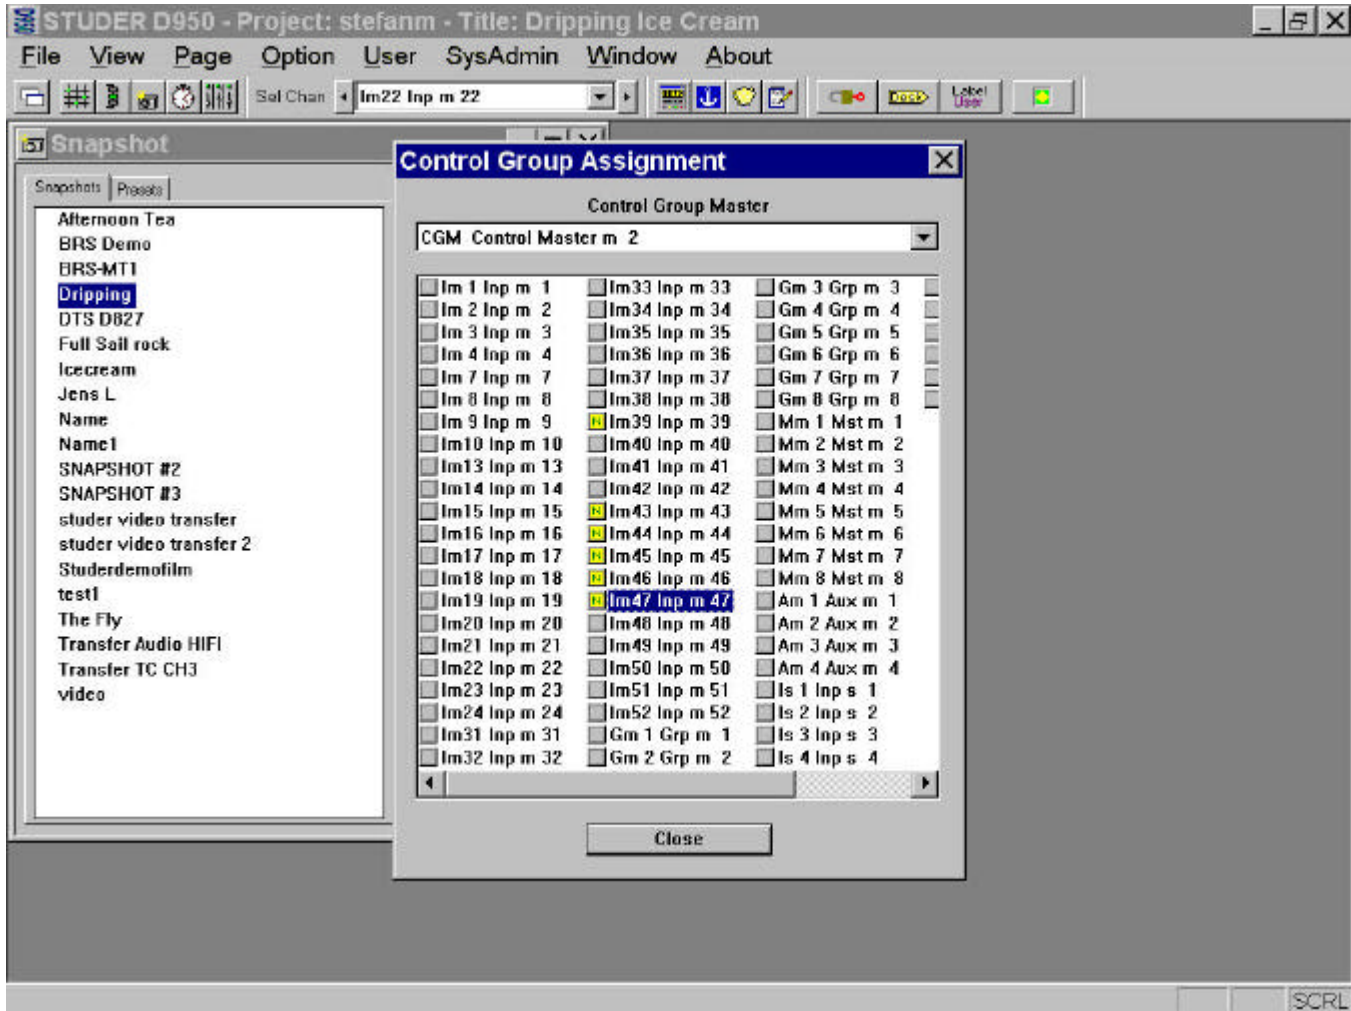 STUDER D950 - Project: stefanm - Title: Dripping Ice Cream
File View Page Option User SysAdmin Window About
Sel Chan Im22 Inp m 22 Desk Label User
Snapshot
Snapshots Presets
Afternoon Tea
BRS Demo
BRS-MT1
Dripping
DTS D827
Full Sail rock
Icecream
Jens L
Name
Name1
SNAPSHOT #2
SNAPSHOT #3
studer video transfer
studer video transfer 2
Studerdemofilm
test1
The Fly
Transfer Audio HIFI
Transfer TC CH3
video
Control Group Assignment
Control Group Master
CGM Control Master m 2
Im 1 Inp m 1 Im33 Inp m 33 Gm 3 Grp m 3
Im 2 Inp m 2 Im34 Inp m 34 Gm 4 Grp m 4
Im 3 Inp m 3 Im35 Inp m 35 Gm 5 Grp m 5
Im 4 Inp m 4 Im36 Inp m 36 Gm 6 Grp m 6
Im 7 Inp m 7 Im37 Inp m 37 Gm 7 Grp m 7
Im 8 Inp m 8 Im38 Inp m 38 Gm 8 Grp m 8
Im 9 Inp m 9 N Im39 Inp m 39 Mm 1 Mst m 1
Im10 Inp m 10 Im40 Inp m 40 Mm 2 Mst m 2
Im13 Inp m 13 Im41 Inp m 41 Mm 3 Mst m 3
Im14 Inp m 14 Im42 Inp m 42 Mm 4 Mst m 4
Im15 Inp m 15 N Im43 Inp m 43 Mm 5 Mst m 5
Im16 Inp m 16 N Im44 Inp m 44 Mm 6 Mst m 6
Im17 Inp m 17 N Im45 Inp m 45 Mm 7 Mst m 7
Im18 Inp m 18 N Im46 Inp m 46 Mm 8 Mst m 8
Im19 Inp m 19 N Im47 Inp m 47 Am 1 Aux m 1
Im20 Inp m 20 Im48 Inp m 48 Am 2 Aux m 2
Im21 Inp m 21 Im49 Inp m 49 Am 3 Aux m 3
Im22 Inp m 22 Im50 Inp m 50 Am 4 Aux m 4
Im23 Inp m 23 Im51 Inp m 51 Is 1 Inp s 1
Im24 Inp m 24 Im52 Inp m 52 Is 2 Inp s 2
Im31 Inp m 31 Gm 1 Grp m 1 Is 3 Inp s 3
Im32 Inp m 32 Gm 2 Grp m 2 Is 4 Inp s 4
Close
SCRL